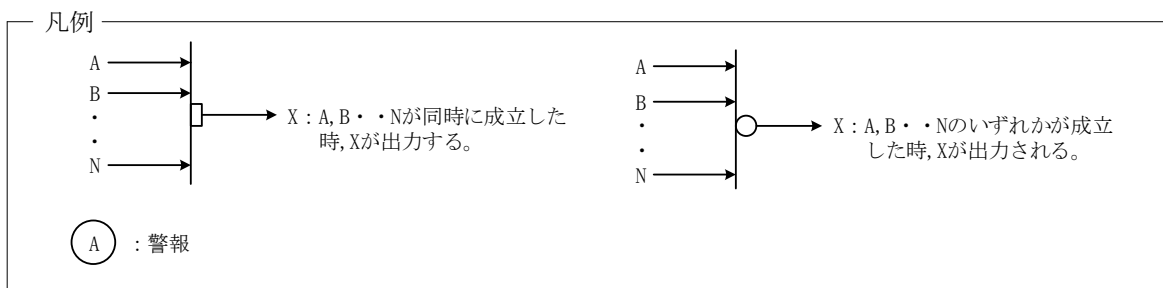 凡例
A
B
・
・
N
X：A,B・・Nが同時に成立した
時,Xが出力する。
A
B
・
・
N
X：A,B・・Nのいずれかが成立
した時,Xが出力される。
A ：警報